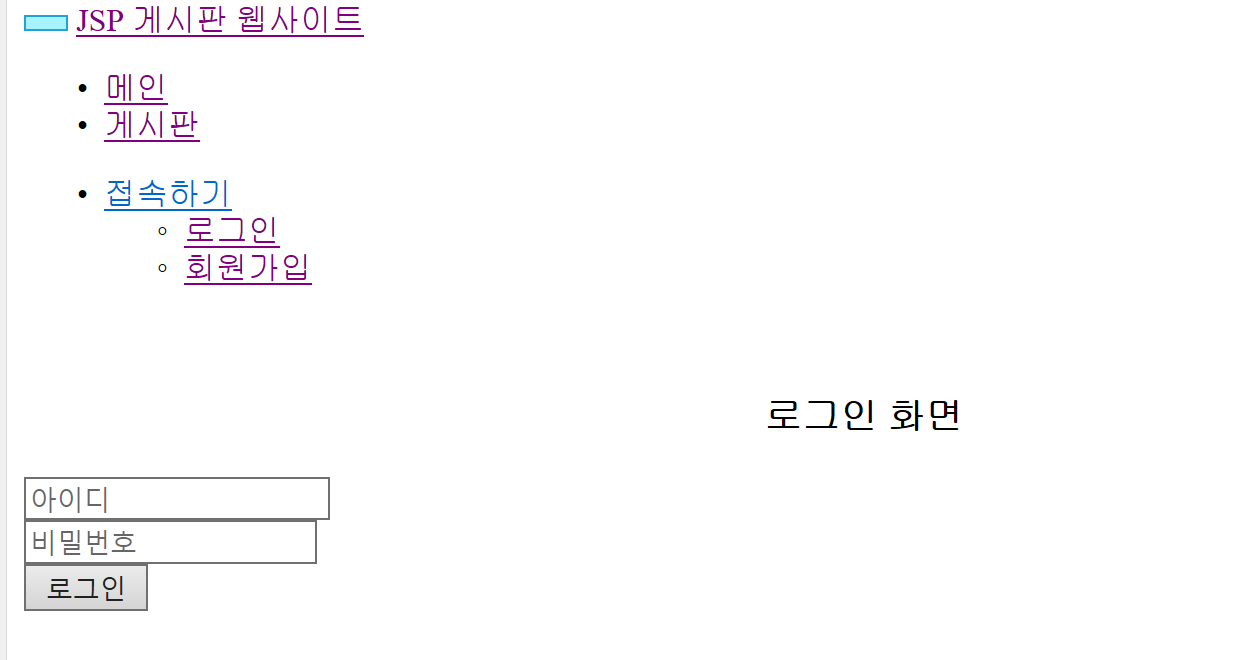 JSP 게시판 웹사이트
메인
게시판
접속하기
로그인
회원가입
로그인 화면
아이디
비밀번호
로그인